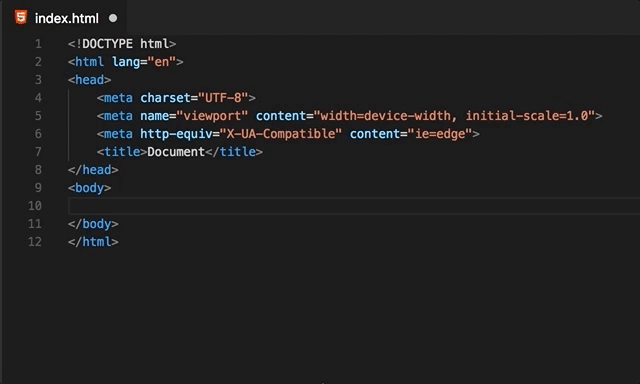 index.html
1 <!DOCTYPE html>
2 <html lang="en">
3 <head>
4     <meta charset="UTF-8">
5     <meta name="viewport" content="width=device-width, initial-scale=1.0">
6     <meta http-equiv="X-UA-Compatible" content="ie=edge">
7     <title>Document</title>
8 </head>
9 <body>
10
11 </body>
12 </html>